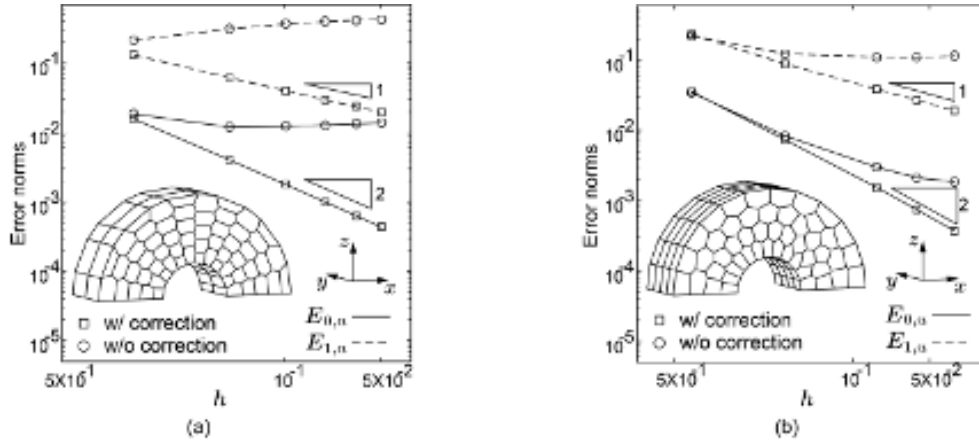 Error norms
10⁻¹
10⁻²
10⁻³
10⁻⁴
10⁻⁵
1
2
z
y
x
w/ correction
w/o correction
E₀,ᵤ
E₁,ᵤ
5X10⁻¹
10⁻¹
5X10⁻²
h
(a)
Error norms
10⁻¹
10⁻²
10⁻³
10⁻⁴
10⁻⁵
1
2
z
y
x
w/ correction
w/o correction
E₀,ᵤ
E₁,ᵤ
5X10⁻¹
10⁻¹
5X10⁻²
h
(b)